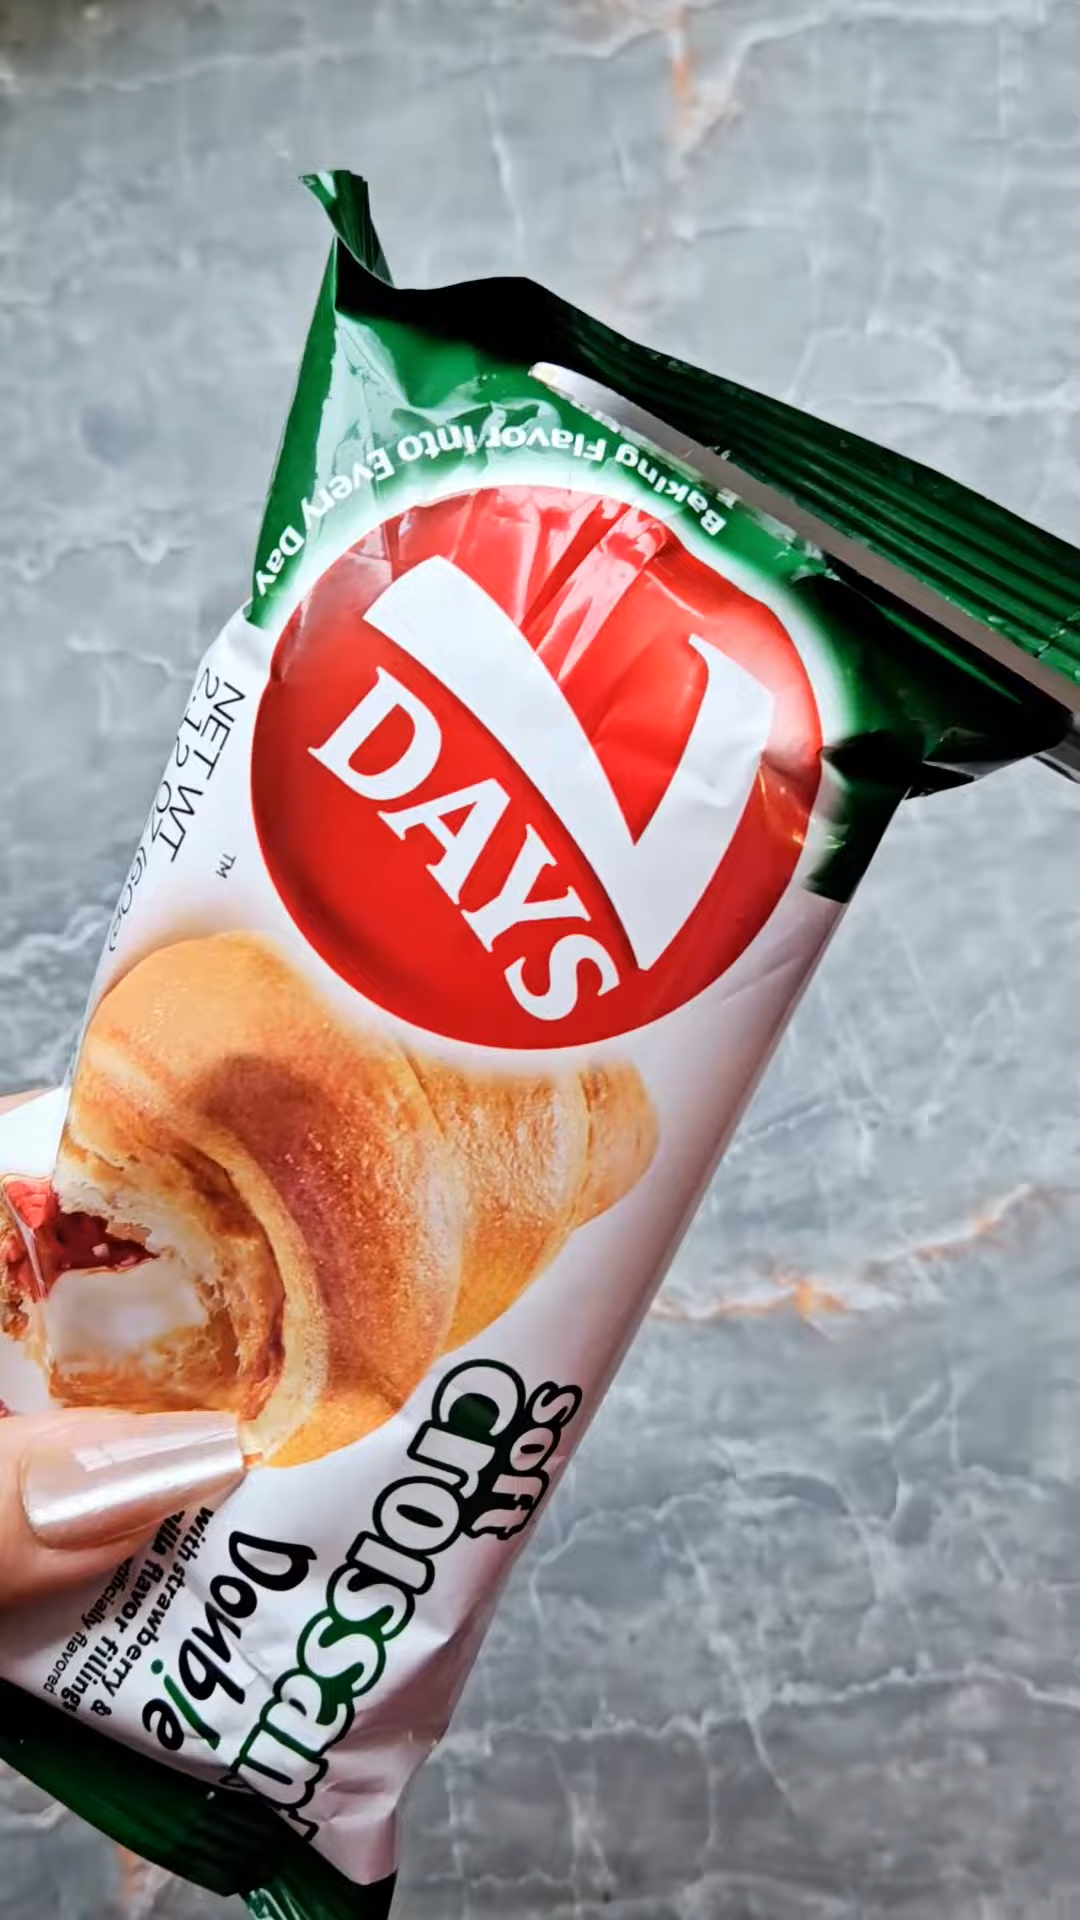 Baking Flavor Into Every Day
7
DAYS
TM
NET WT
2.12 OZ (60g)
Soft
Croissant
Double
with strawberry &
vanilla flavor fillings
artificially flavored